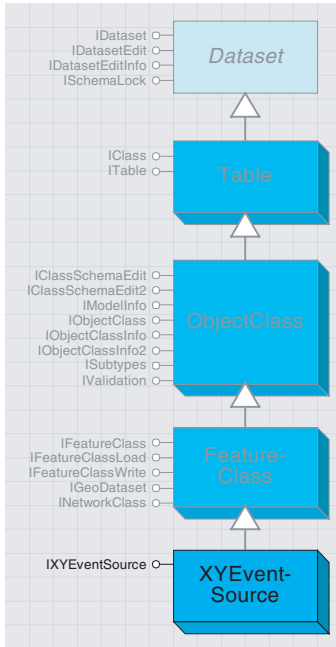 IDataset
IDatasetEdit
IDatasetEditInfo
ISchemaLock
Dataset
IClass
ITable
Table
IClassSchemaEdit
IClassSchemaEdit2
IModelInfo
IObjectClass
IObjectClassInfo
IObjectClassInfo2
ISubtypes
IValidation
ObjectClass
IFeatureClass
IFeatureClassLoad
IFeatureClassWrite
IGeoDataset
INetworkClass
Feature-
Class
IXYEventSource
XYEvent-
Source